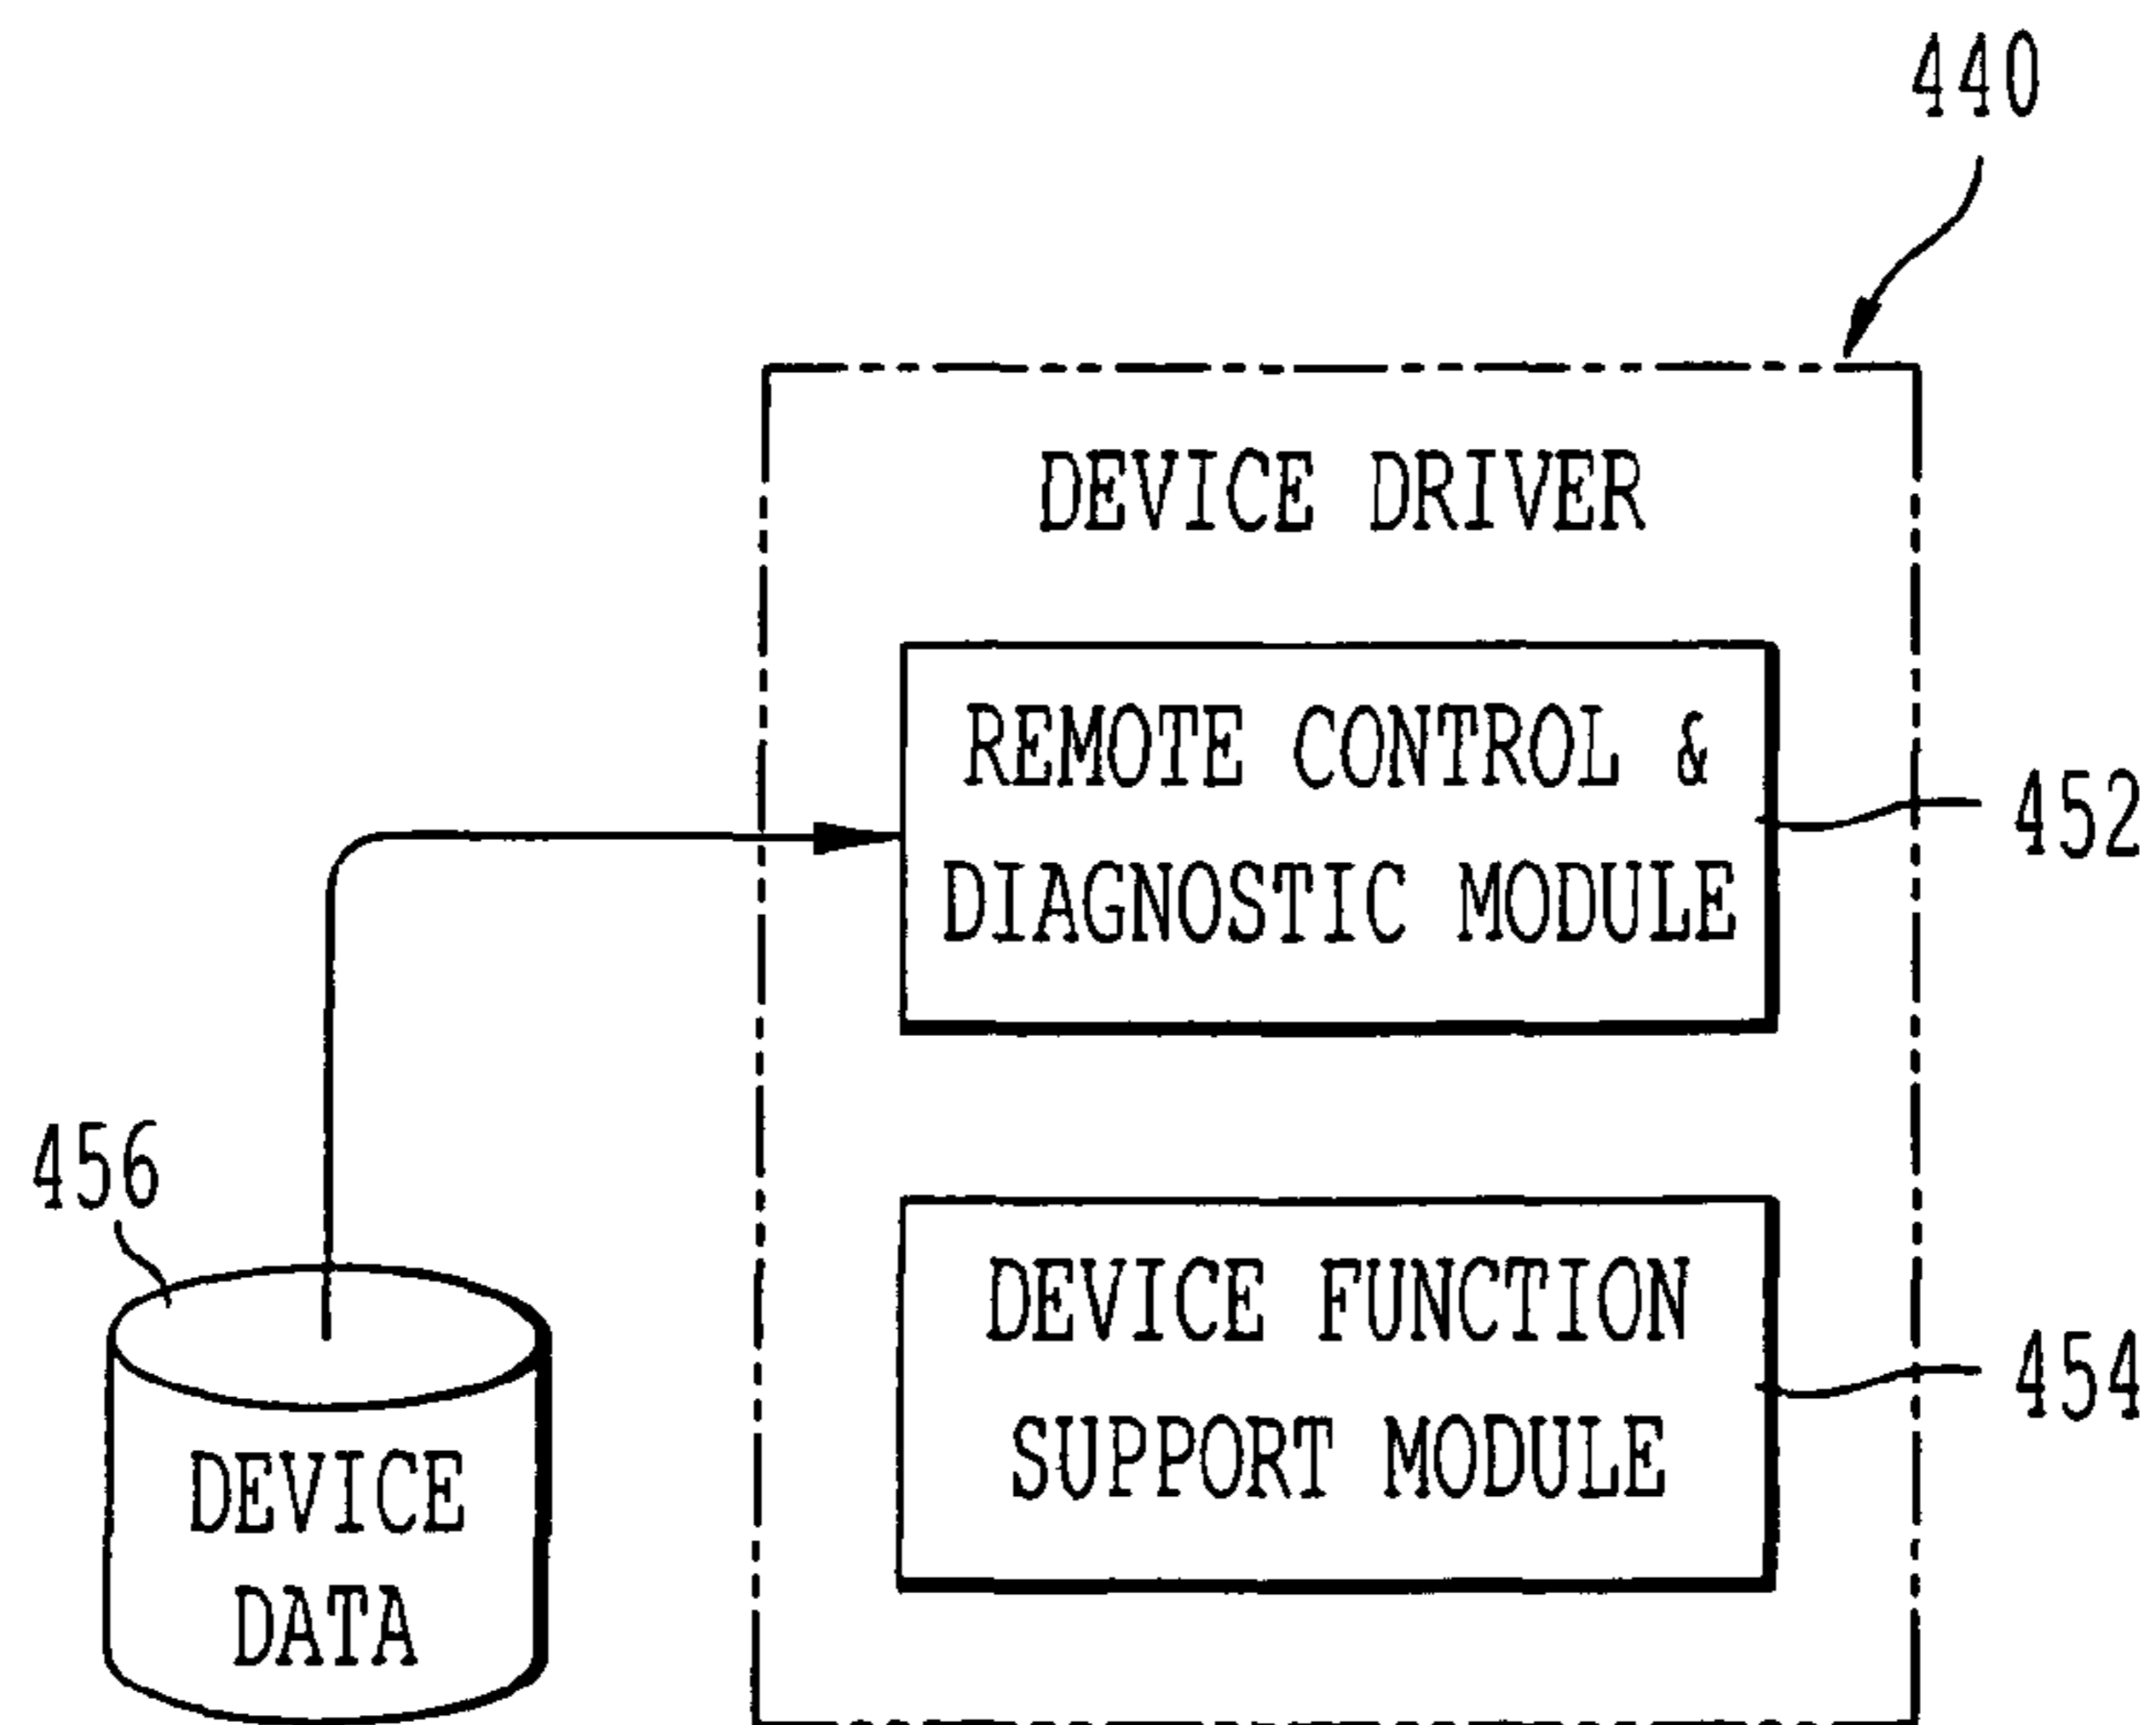 440
DEVICE DRIVER
REMOTE CONTROL &
DIAGNOSTIC MODULE
452
456
DEVICE FUNCTION
SUPPORT MODULE
454
DEVICE
DATA